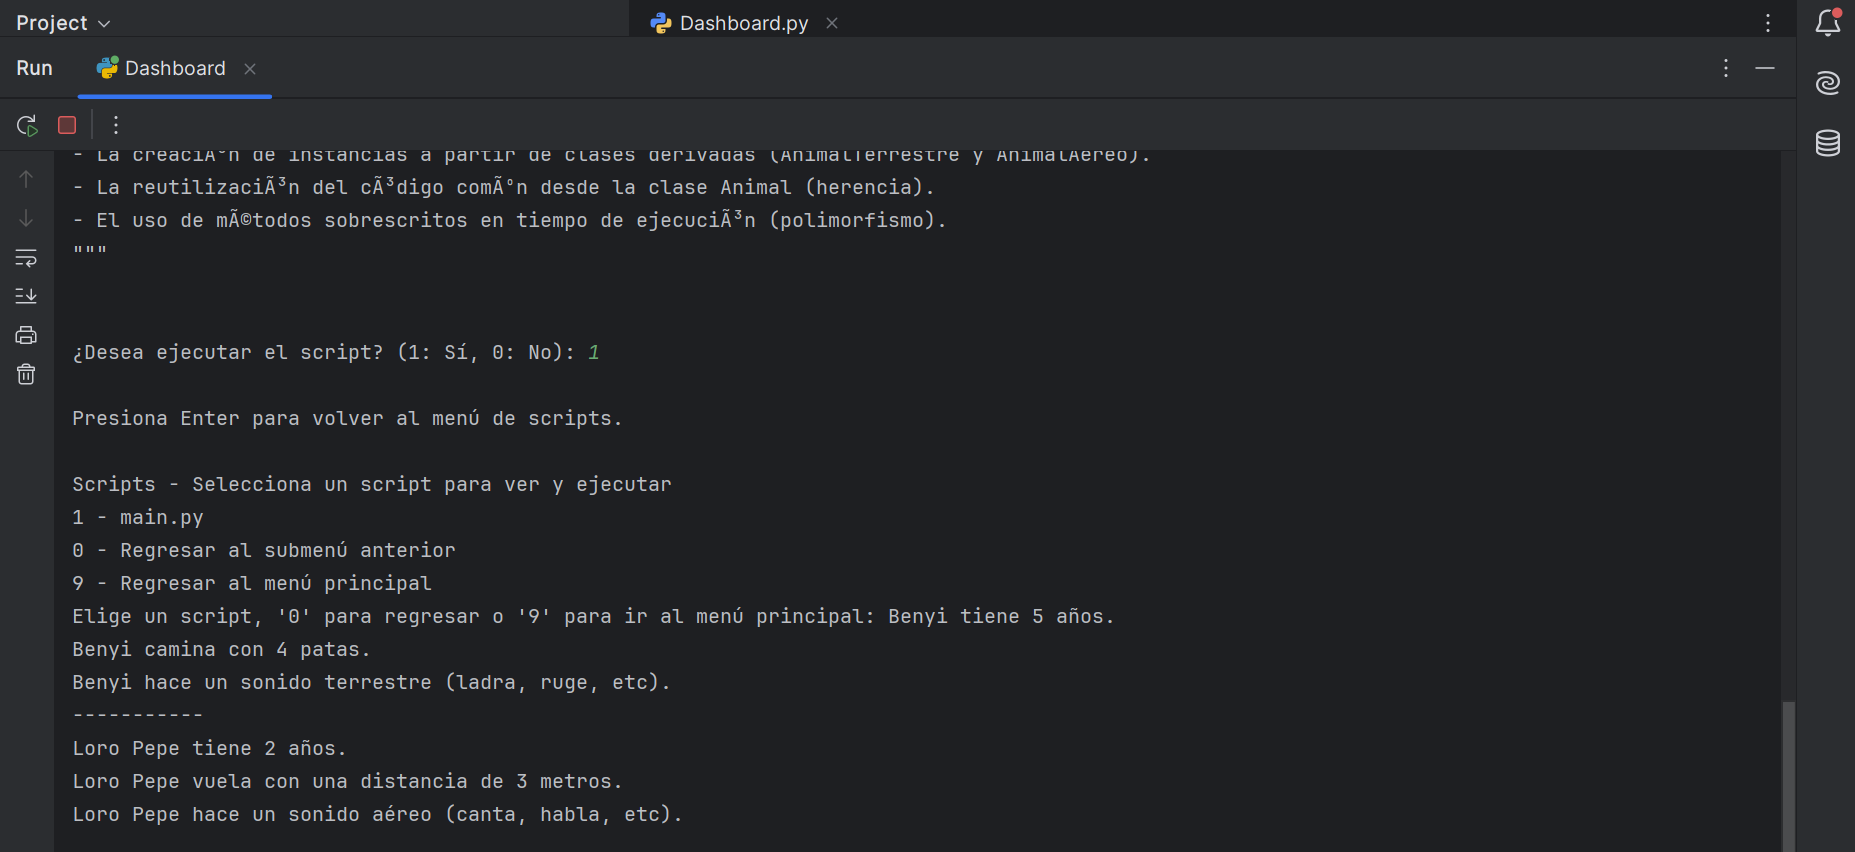 Project
Dashboard.py
Run
Dashboard
- La creaciÃ³n de instancias a partir de clases derivadas (AnimalTerrestre y AnimalAereo).
- La reutilizaciÃ³n del cÃ³digo comÃºn desde la clase Animal (herencia).
- El uso de mÃ©todos sobrescritos en tiempo de ejecuciÃ³n (polimorfismo).
"""
¿Desea ejecutar el script? (1: Sí, 0: No): 1
Presiona Enter para volver al menú de scripts.
Scripts - Selecciona un script para ver y ejecutar
1 - main.py
0 - Regresar al submenú anterior
9 - Regresar al menú principal
Elige un script, '0' para regresar o '9' para ir al menú principal: Benyi tiene 5 años.
Benyi camina con 4 patas.
Benyi hace un sonido terrestre (ladra, ruge, etc).
-----------
Loro Pepe tiene 2 años.
Loro Pepe vuela con una distancia de 3 metros.
Loro Pepe hace un sonido aéreo (canta, habla, etc).